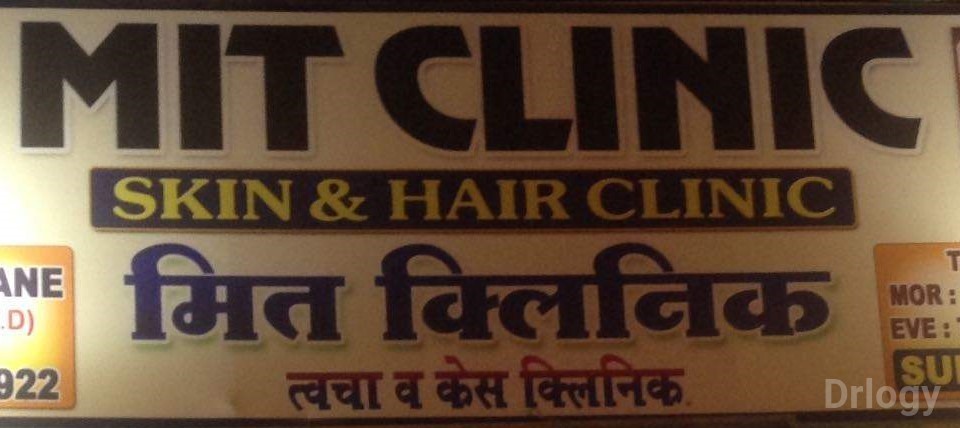 MIT CLINIC
SKIN & HAIR CLINIC
मित क्लिनिक
त्वचा व केस क्लिनिक
ANE
.D)
922
MOR :
EVE :
Drlogy